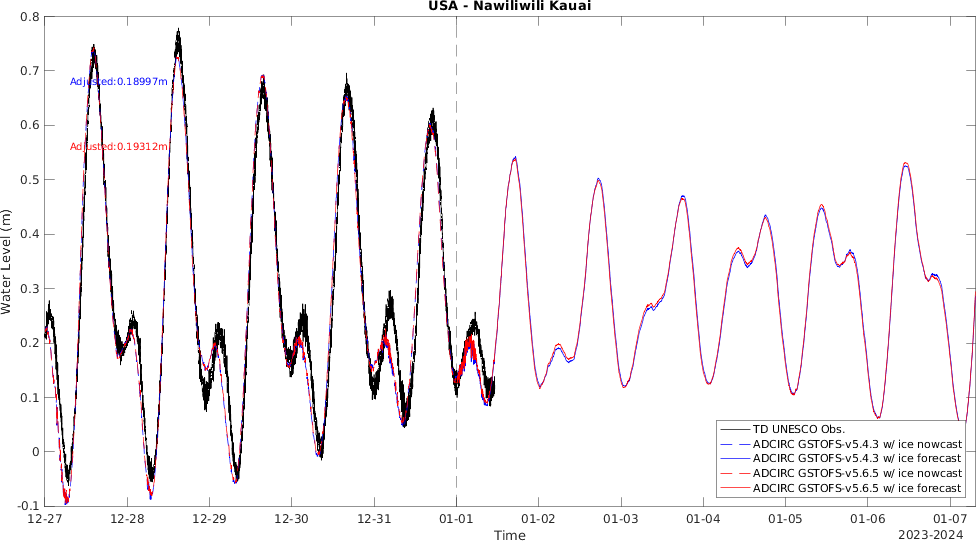 USA - Nawiliwili Kauai
0.8
0.7
0.6
0.5
0.4
0.3
0.2
0.1
0
-0.1
Water Level (m)
Adjusted:0.18997m
Adjusted:0.19312m
TD UNESCO Obs.
ADCIRC GSTOFS-v5.4.3 w/ ice nowcast
ADCIRC GSTOFS-v5.4.3 w/ ice forecast
ADCIRC GSTOFS-v5.6.5 w/ ice nowcast
ADCIRC GSTOFS-v5.6.5 w/ ice forecast
12-27 12-28 12-29 12-30 12-31 01-01 01-02 01-03 01-04 01-05 01-06 01-07
Time
2023-2024